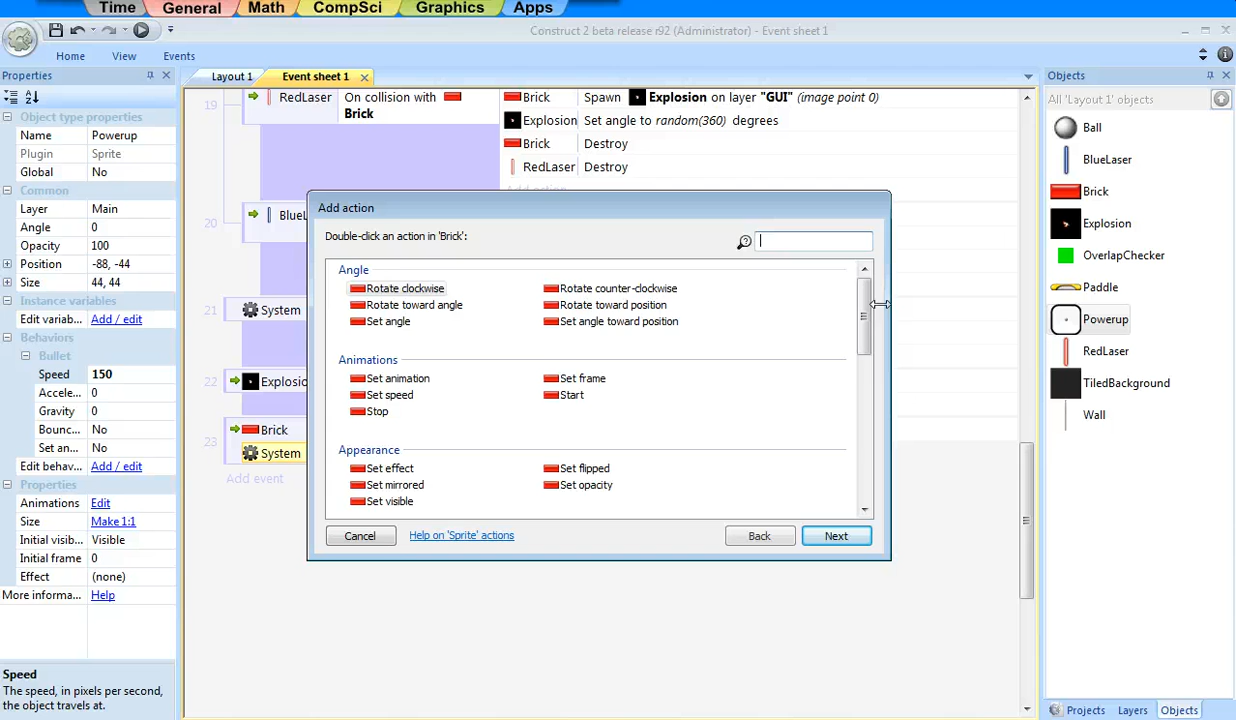 Time General Math CompSci Graphics Apps
Construct 2 beta release r92 (Administrator) - Event sheet 1
Home View Events
Properties
Layout 1 Event sheet 1
Objects
Object type properties
Name Powerup
Plugin Sprite
Global No
Common
Layer Main
Angle 0
Opacity 100
Position -88, -44
Size 44, 44
Instance variables
Edit variab... Add / edit
Behaviors
Bullet
Speed 150
Accele... 0
Gravity 0
Bounc... No
Set an... No
Edit behav... Add / edit
Properties
Animations Edit
Size Make 1:1
Initial visib... Visible
Initial frame 0
Effect (none)
More informa... Help
Speed
The speed, in pixels per second,
the object travels at.
19 RedLaser On collision with
Brick
Brick Spawn Explosion on layer "GUI" (image point 0)
Explosion Set angle to random(360) degrees
Brick Destroy
RedLaser Destroy
20 BlueL
21 System
22 Explosio
23 Brick
System
Add event
Add action
Double-click an action in 'Brick':
Angle
Rotate clockwise Rotate counter-clockwise
Rotate toward angle Rotate toward position
Set angle Set angle toward position
Animations
Set animation Set frame
Set speed Start
Stop
Appearance
Set effect Set flipped
Set mirrored Set opacity
Set visible
Cancel Help on 'Sprite' actions Back Next
All 'Layout 1' objects
Ball
BlueLaser
Brick
Explosion
OverlapChecker
Paddle
Powerup
RedLaser
TiledBackground
Wall
Projects Layers Objects